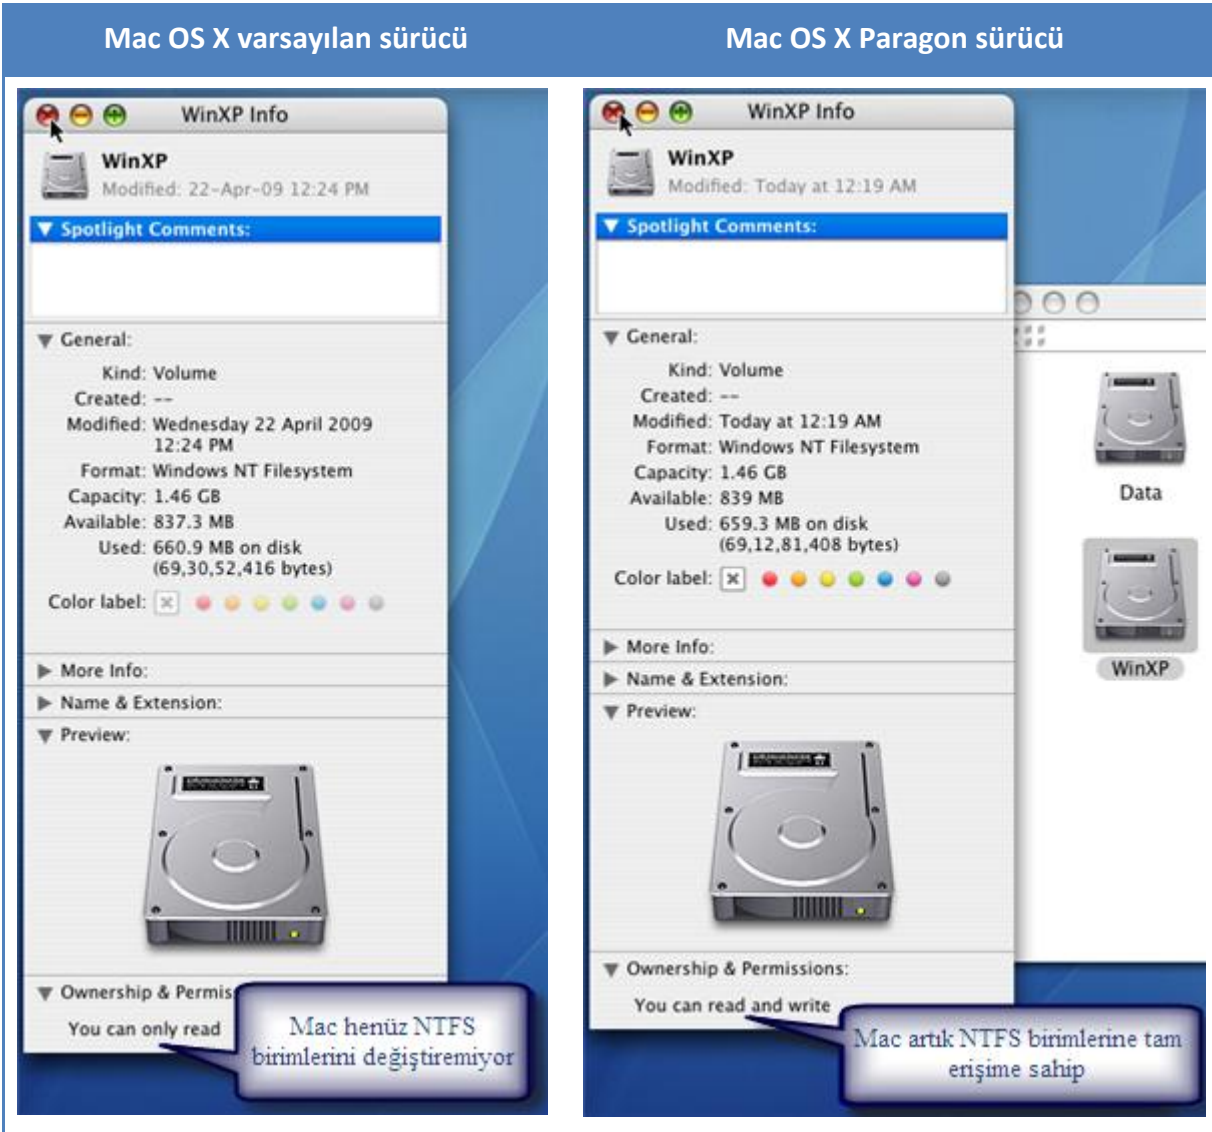 Mac OS X varsayılan sürücü
Mac OS X Paragon sürücü
WinXP Info
WinXP
Modified: 22-Apr-09 12:24 PM
Spotlight Comments:
General:
Kind: Volume
Created: --
Modified: Wednesday 22 April 2009
12:24 PM
Format: Windows NT Filesystem
Capacity: 1.46 GB
Available: 837.3 MB
Used: 660.9 MB on disk
(69,30,52,416 bytes)
Color label:
More Info:
Name & Extension:
Preview:
Ownership &
You can only read
Mac henüz NTFS
birimlerini değiştiremiyor
WinXP Info
WinXP
Modified: Today at 12:19 AM
Spotlight Comments:
General:
Kind: Volume
Created: --
Modified: Today at 12:19 AM
Format: Windows NT Filesystem
Capacity: 1.46 GB
Available: 839 MB
Used: 659.3 MB on disk
(69,12,81,408 bytes)
Color label:
More Info:
Name & Extension:
Preview:
Ownership & Permissions:
You can read and write
Mac artık NTFS birimlerine tam
erişime sahip
Data
WinXP